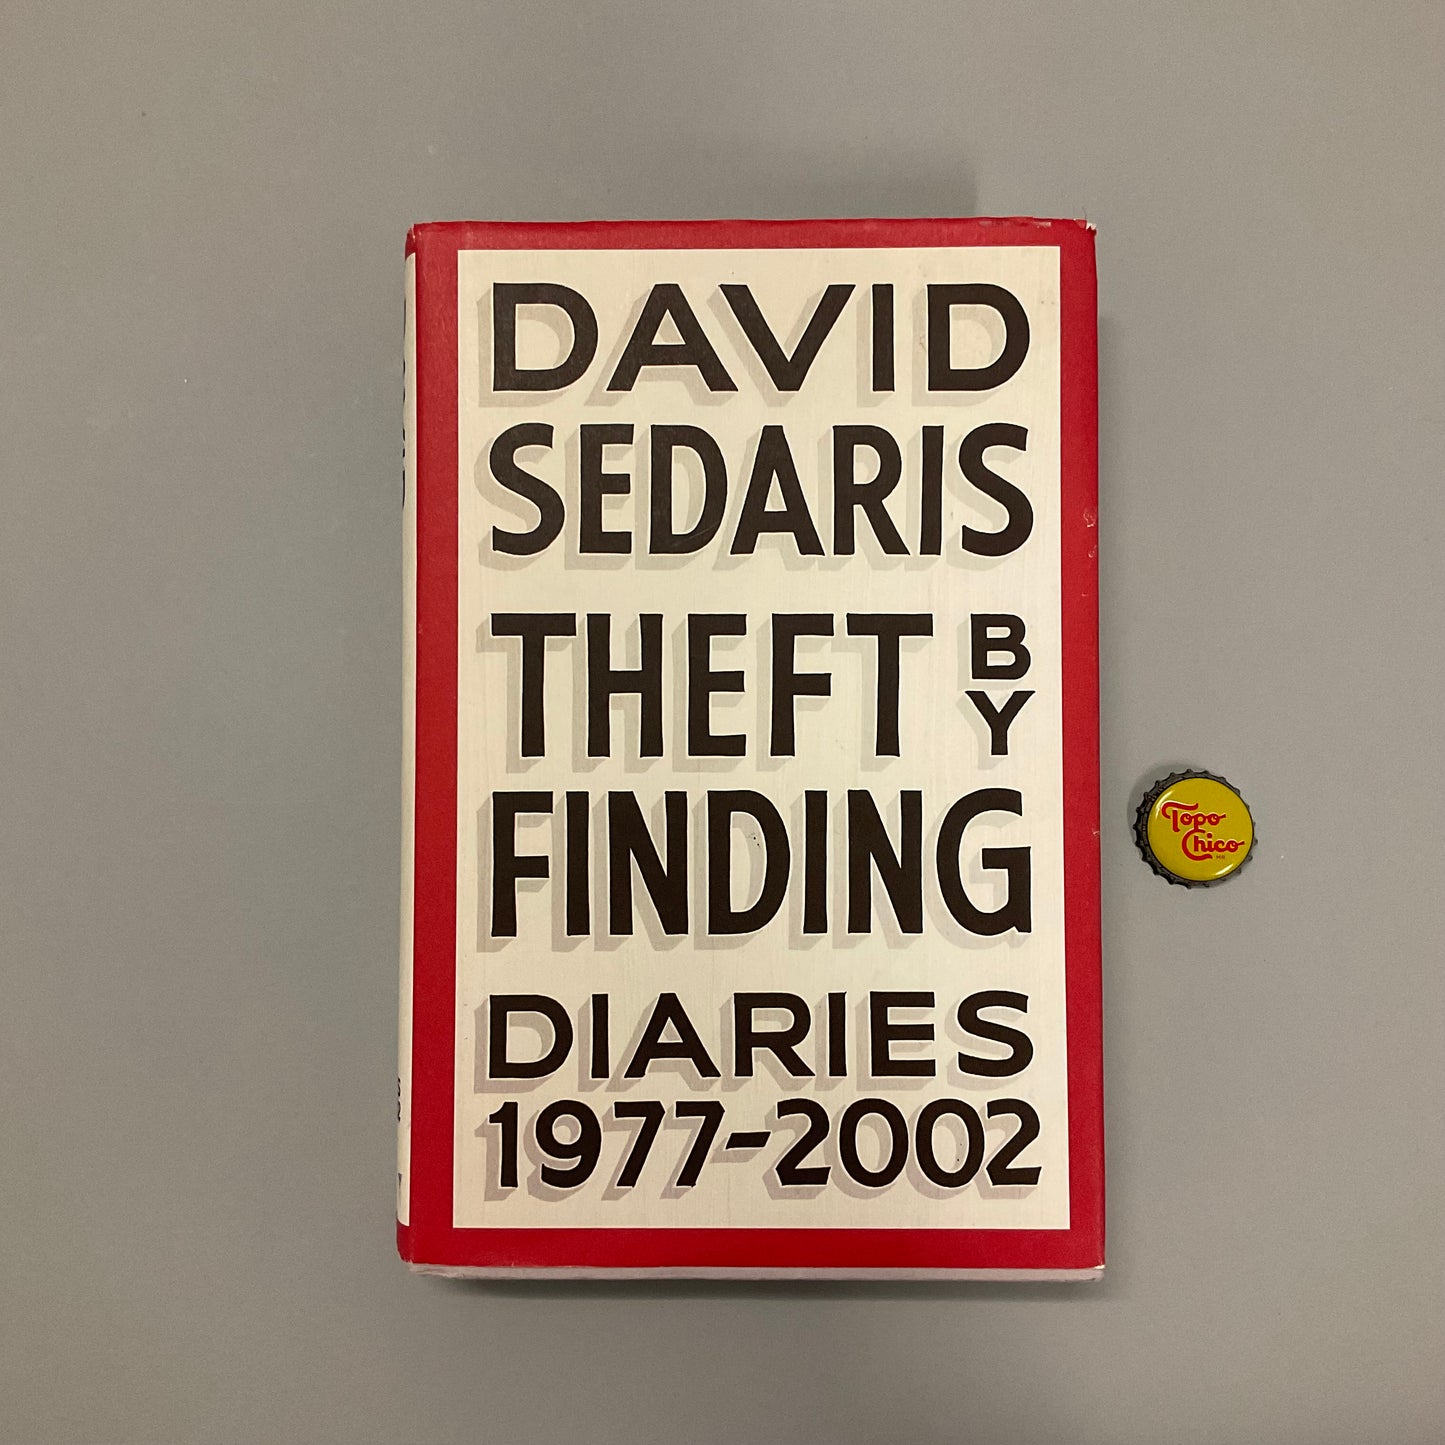 DAVID
SEDARIS
THEFT BY
FINDING
DIARIES
1977-2002
Topo
Chico